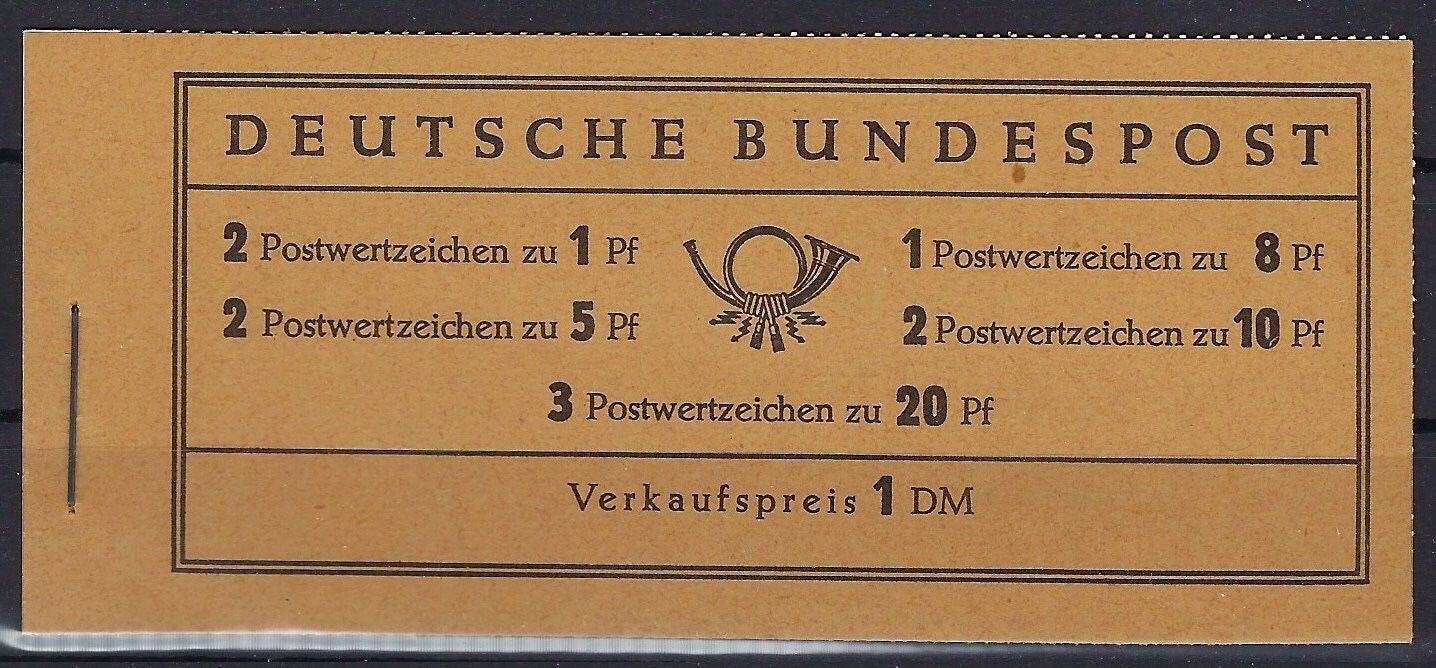 DEUTSCHE BUNDESPOST
2 Postwertzeichen zu 1 Pf
1 Postwertzeichen zu 8 Pf
2 Postwertzeichen zu 5 Pf
2 Postwertzeichen zu 10 Pf
3 Postwertzeichen zu 20 Pf
Verkaufspreis 1 DM